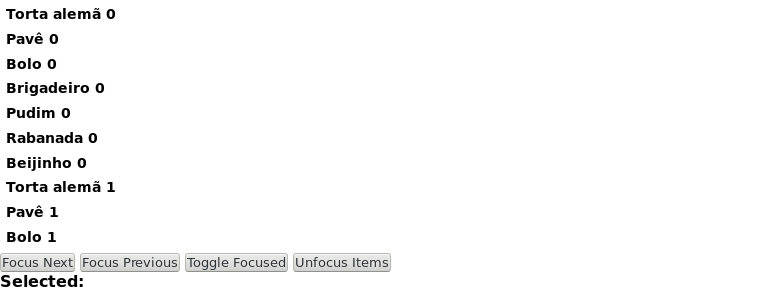 Torta alemã 0
Pavê 0
Bolo 0
Brigadeiro 0
Pudim 0
Rabanada 0
Beijinho 0
Torta alemã 1
Pavê 1
Bolo 1
Focus Next Focus Previous Toggle Focused Unfocus Items
Selected: